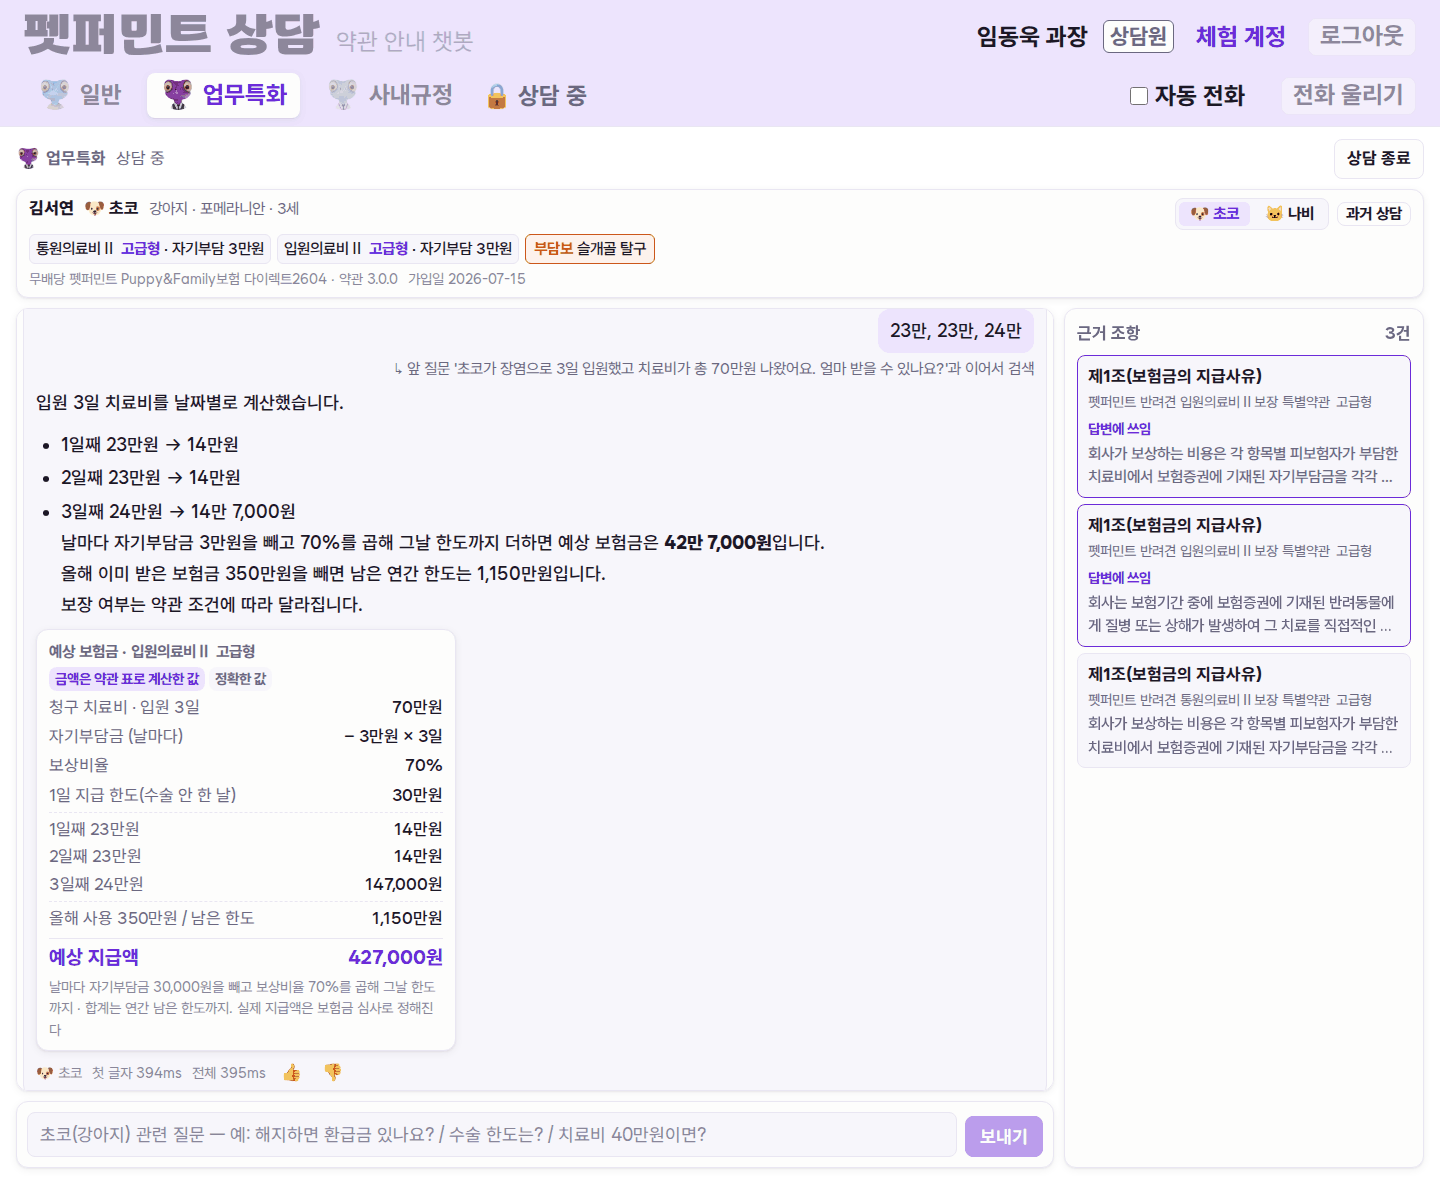 펫퍼민트 상담 약관 안내 챗봇
임동욱 과장 상담원 체험 계정 로그아웃
일반 업무특화 사내규정 상담 중
자동 전화 전화 울리기
업무특화 상담 중
상담 종료
김서연 초코 강아지 · 포메라니안 · 3세
초코 나비 과거 상담
통원의료비Ⅱ 고급형 · 자기부담 3만원 입원의료비Ⅱ 고급형 · 자기부담 3만원 부담보 슬개골 탈구
무배당 펫퍼민트 Puppy&Family보험 다이렉트2604 · 약관 3.0.0 가입일 2026-07-15
23만, 23만, 24만
↳ 앞 질문 '초코가 장염으로 3일 입원했고 치료비가 총 70만원 나왔어요. 얼마 받을 수 있나요?'과 이어서 검색
입원 3일 치료비를 날짜별로 계산했습니다.
• 1일째 23만원 → 14만원
• 2일째 23만원 → 14만원
• 3일째 24만원 → 14만 7,000원
날마다 자기부담금 3만원을 빼고 70%를 곱해 그날 한도까지 더하면 예상 보험금은 42만 7,000원입니다.
올해 이미 받은 보험금 350만원을 빼면 남은 연간 한도는 1,150만원입니다.
보장 여부는 약관 조건에 따라 달라집니다.
예상 보험금 · 입원의료비Ⅱ 고급형
금액은 약관 표로 계산한 값 정확한 값
청구 치료비 · 입원 3일 70만원
자기부담금 (날마다) − 3만원 × 3일
보상비율 70%
1일 지급 한도(수술 안 한 날) 30만원
1일째 23만원 14만원
2일째 23만원 14만원
3일째 24만원 147,000원
올해 사용 350만원 / 남은 한도 1,150만원
예상 지급액 427,000원
날마다 자기부담금 30,000원을 빼고 보상비율 70%를 곱해 그날 한도
까지 · 합계는 연간 남은 한도까지. 실제 지급액은 보험금 심사로 정해진
다
초코 첫 글자 394ms 전체 395ms
초코(강아지) 관련 질문 — 예: 해지하면 환급금 있나요? / 수술 한도는? / 치료비 40만원이면?
보내기
근거 조항 3건
제1조(보험금의 지급사유)
펫퍼민트 반려견 입원의료비Ⅱ보장 특별약관 고급형
답변에 쓰임
회사가 보상하는 비용은 각 항목별 피보험자가 부담한
치료비에서 보험증권에 기재된 자기부담금을 각각 ...
제1조(보험금의 지급사유)
펫퍼민트 반려견 입원의료비Ⅱ보장 특별약관 고급형
답변에 쓰임
회사는 보험기간 중에 보험증권에 기재된 반려동물에
게 질병 또는 상해가 발생하여 그 치료를 직접적인 ...
제1조(보험금의 지급사유)
펫퍼민트 반려견 통원의료비Ⅱ보장 특별약관 고급형
회사가 보상하는 비용은 각 항목별 피보험자가 부담한
치료비에서 보험증권에 기재된 자기부담금을 각각 ...